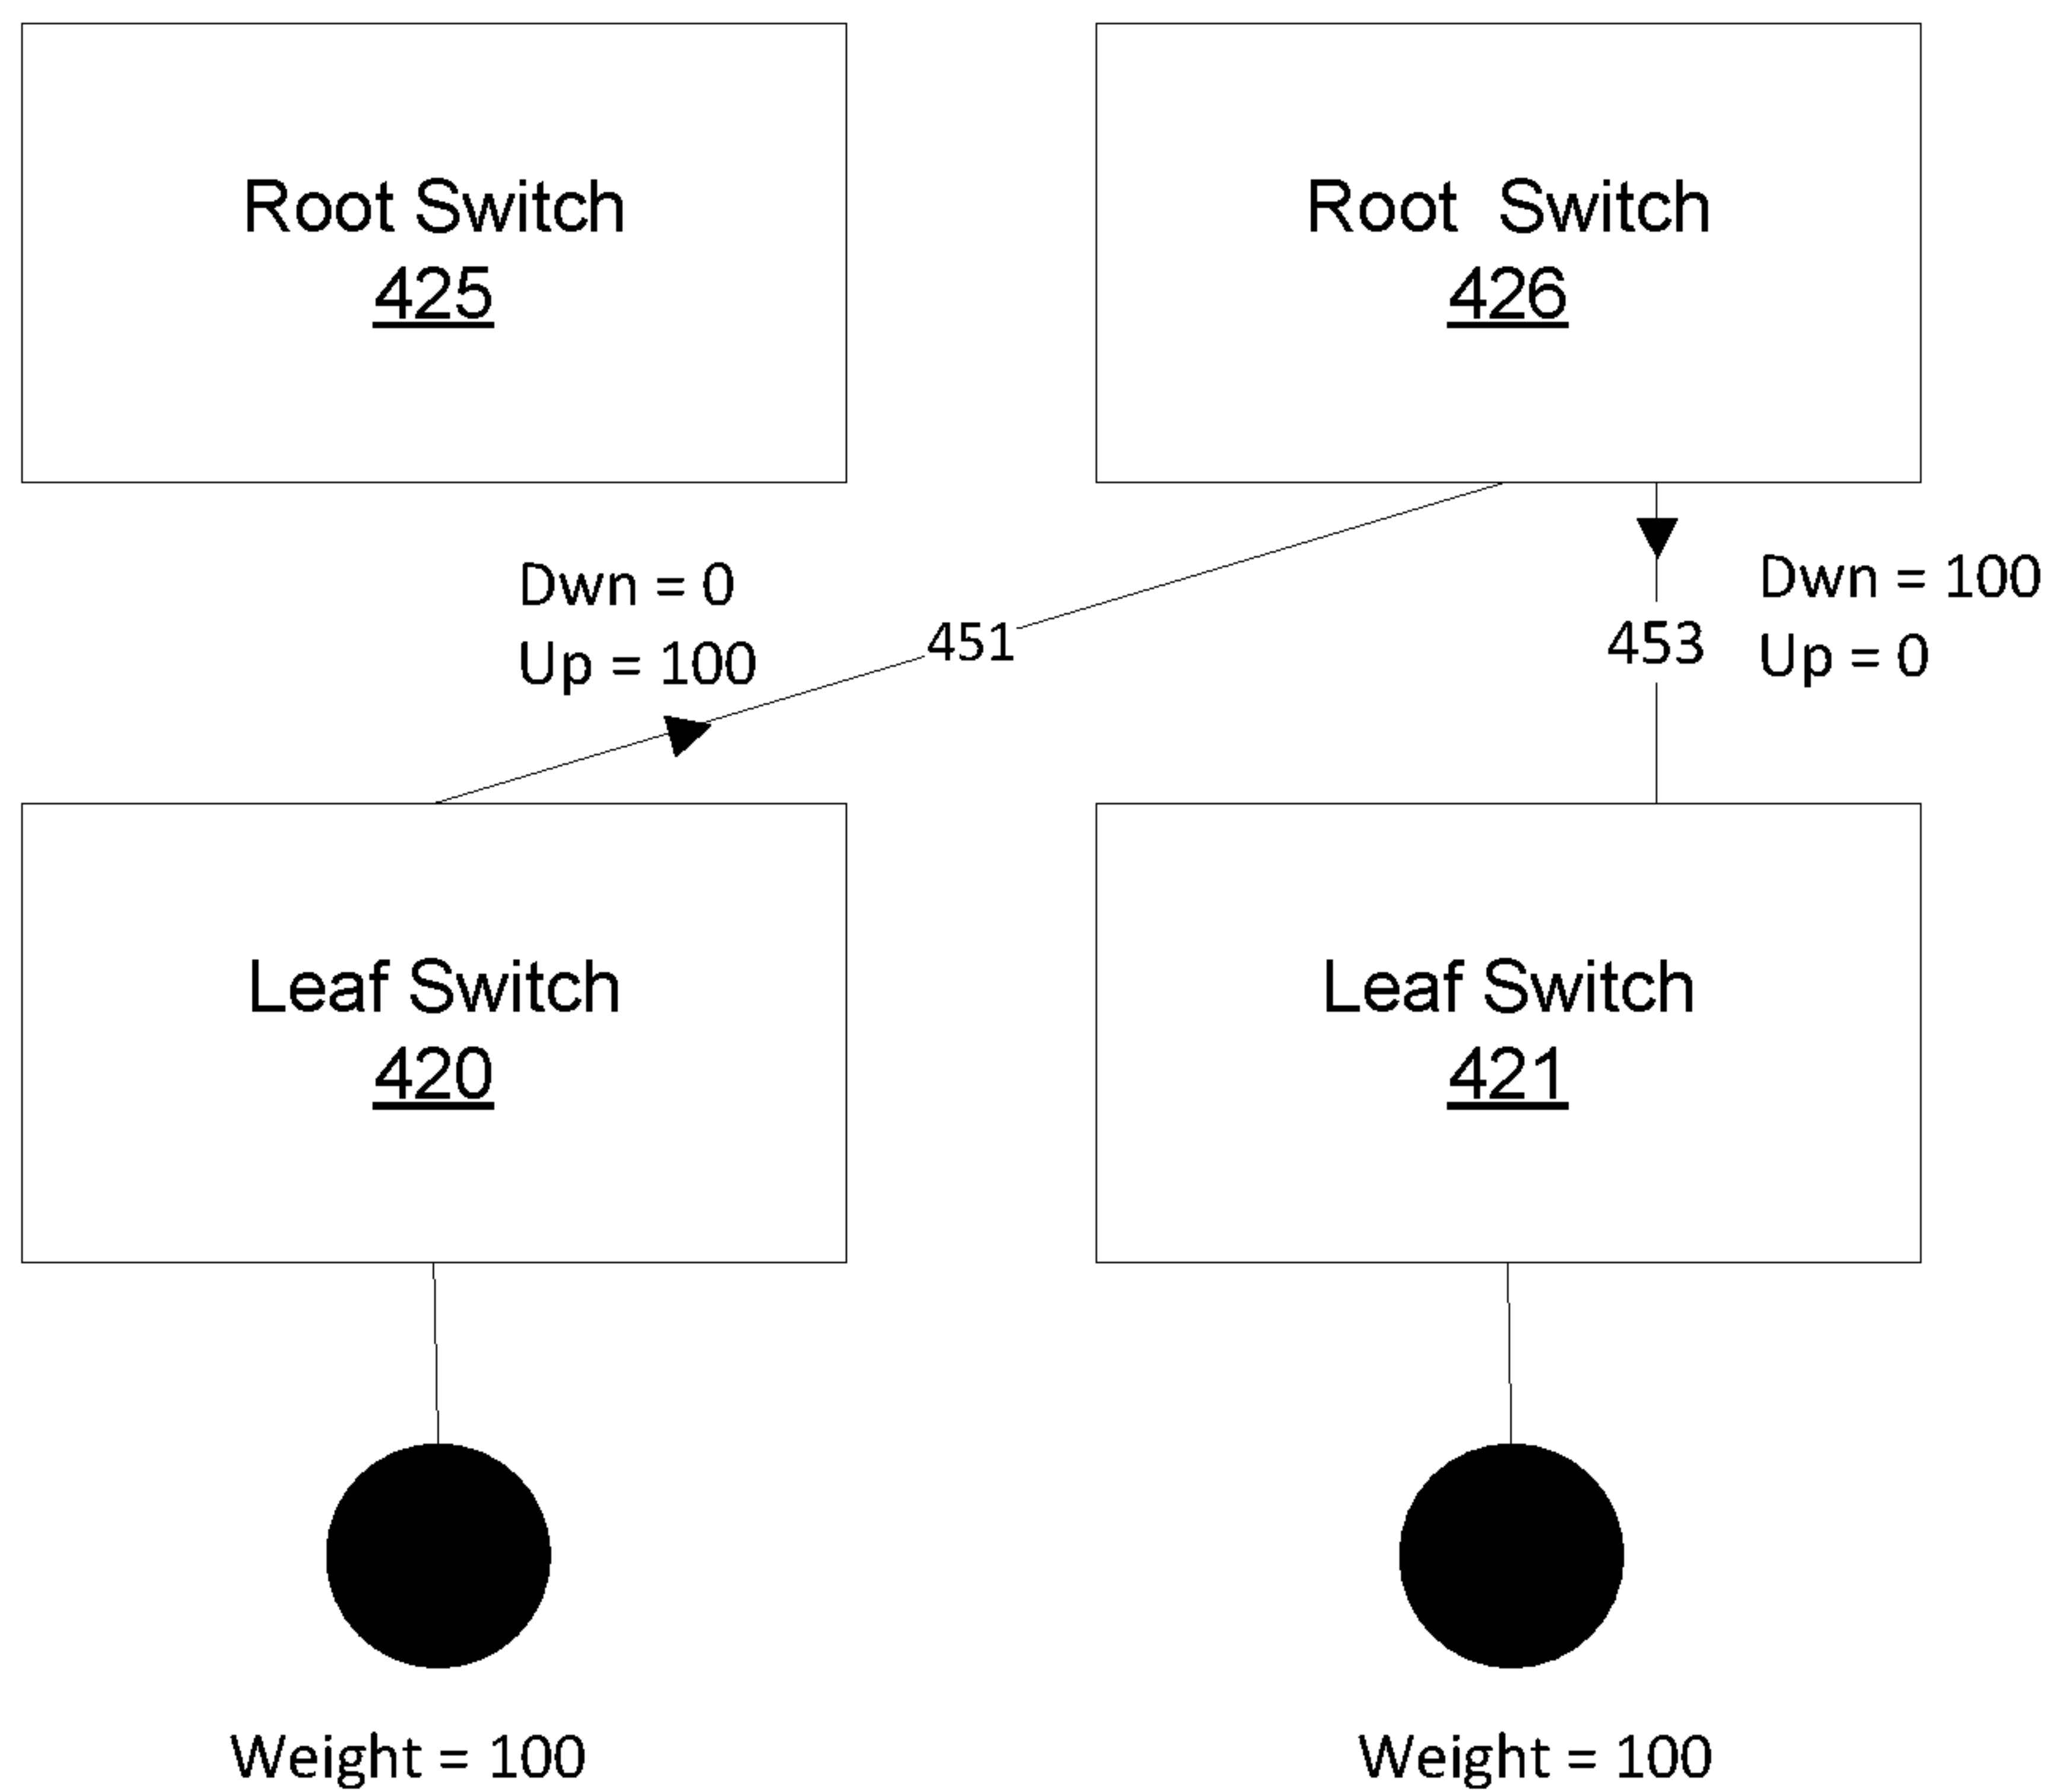 Root Switch
425
Root Switch
426
Dwn = 0
Up = 100
451
453
Dwn = 100
Up = 0
Leaf Switch
420
Leaf Switch
421
Weight = 100
Weight = 100